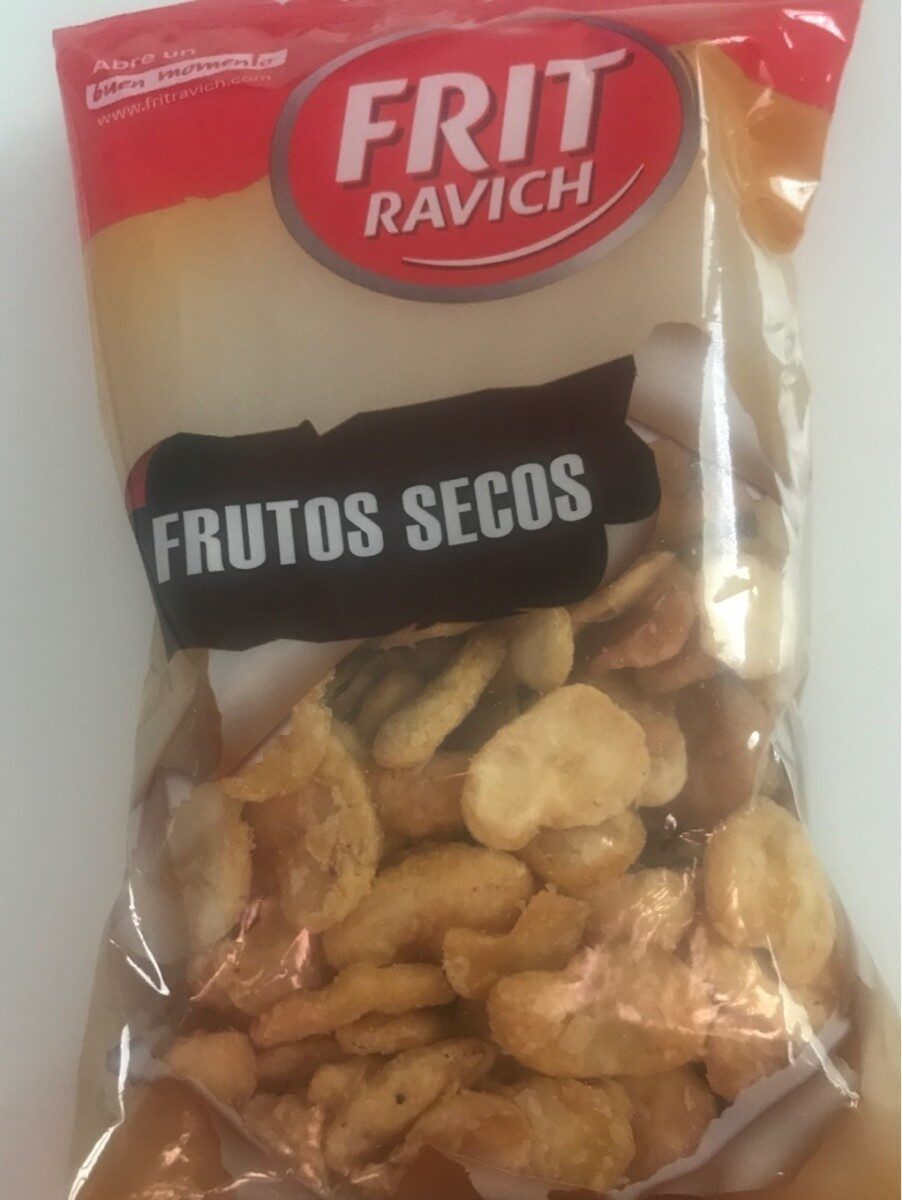 Abre un
buen momento
www.fritravich.com
FRIT
RAVICH
FRUTOS SECOS